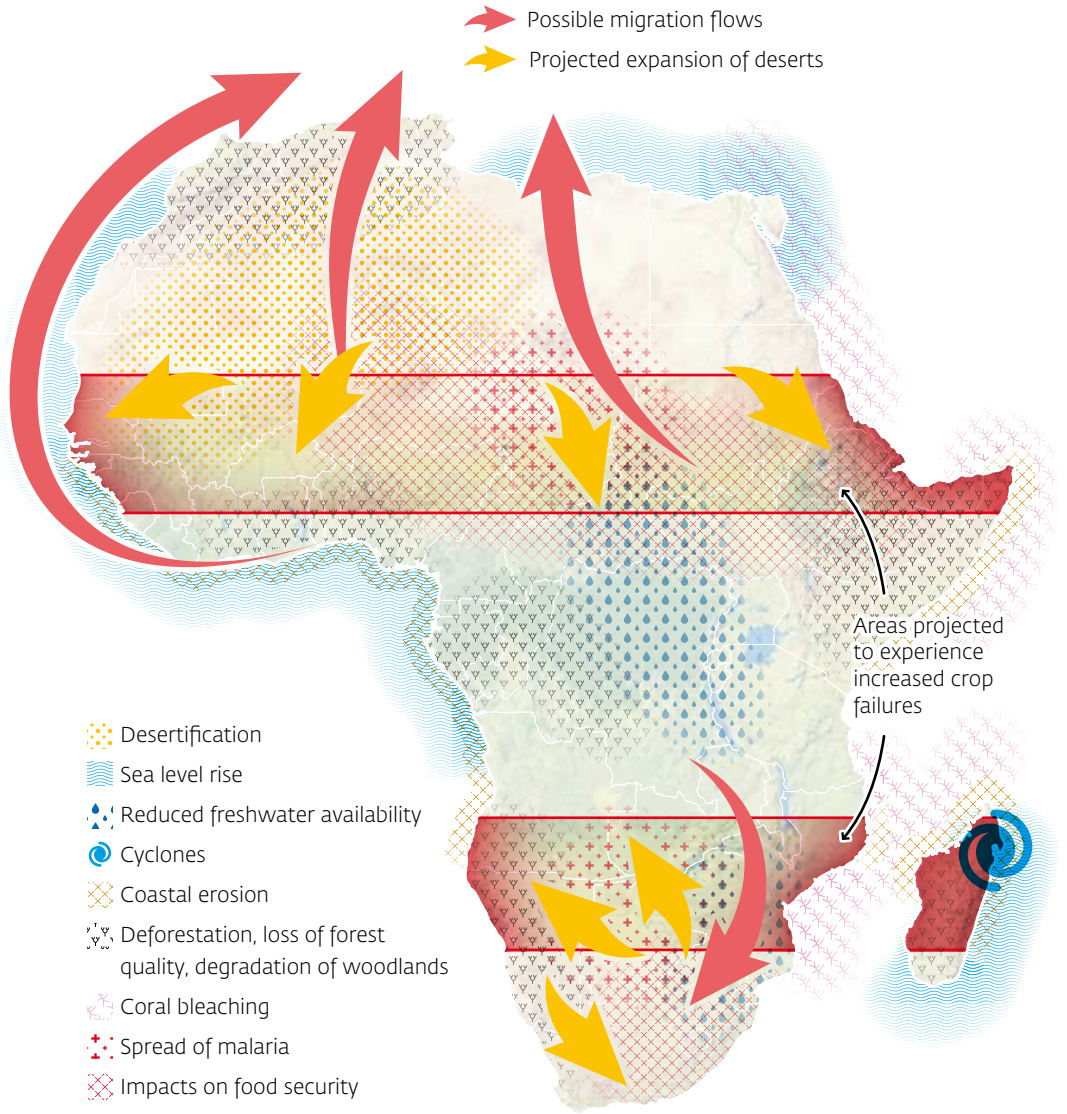 Possible migration flows
Projected expansion of deserts
Areas projected
to experience
increased crop
failures
Desertification
Sea level rise
Reduced freshwater availability
Cyclones
Coastal erosion
Deforestation, loss of forest
quality, degradation of woodlands
Coral bleaching
Spread of malaria
Impacts on food security